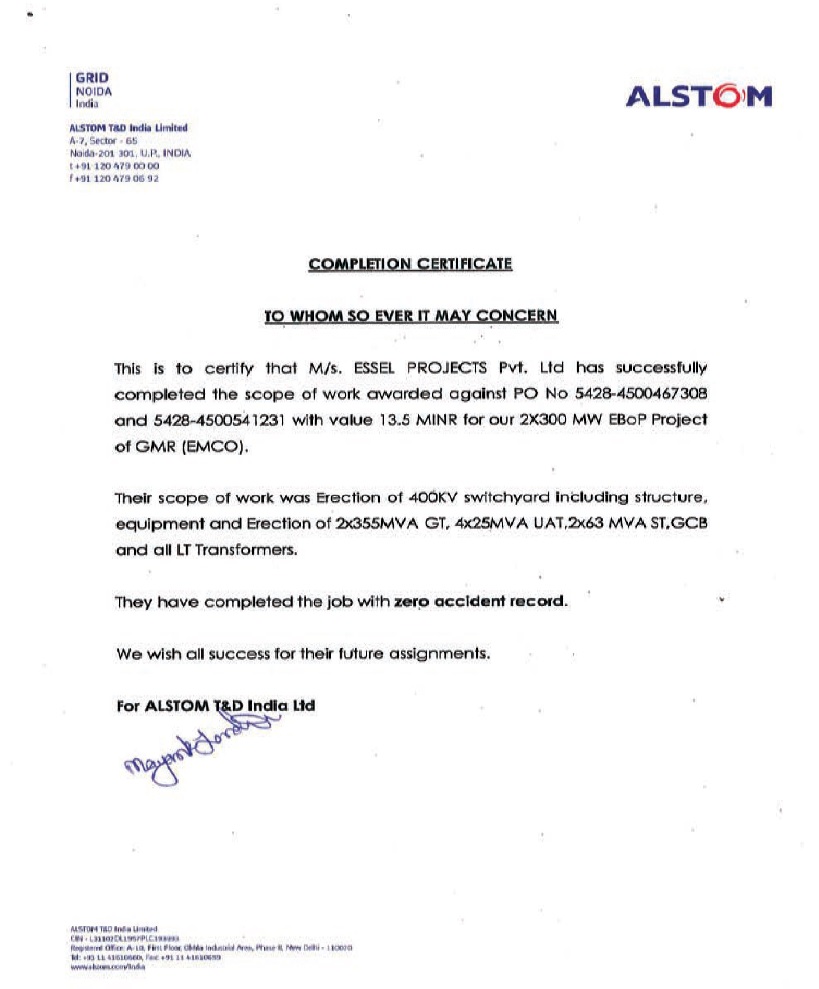 GRID
NOIDA
India
ALSTOM
ALSTOM T&D India Limited
A-7, Sector - 65
Noida-201 301, U.P., INDIA
t +91 120 479 00 00
f +91 120 479 06 92
COMPLETION CERTIFICATE
TO WHOM SO EVER IT MAY CONCERN
This is to certify that M/s. ESSEL PROJECTS Pvt. Ltd has successfully
completed the scope of work awarded against PO No 5428-4500467308
and 5428-4500541231 with value 13.5 MINR for our 2X300 MW EBoP Project
of GMR (EMCO).
Their scope of work was Erection of 400KV switchyard including structure,
equipment and Erection of 2x355MVA GT, 4x25MVA UAT,2x63 MVA ST,GCB
and all LT Transformers.
They have completed the job with zero accident record.
We wish all success for their future assignments.
For ALSTOM T&D India Ltd
Mayank
ALSTOM T&D India Limited
CIN -
Registered Office: A-18, First Floor, Okhla Industrial Area, Phase II, New Delhi - 110020
Tel: +91 11 41610660, Fax: +91 11 41610659
www.alstom.com/India